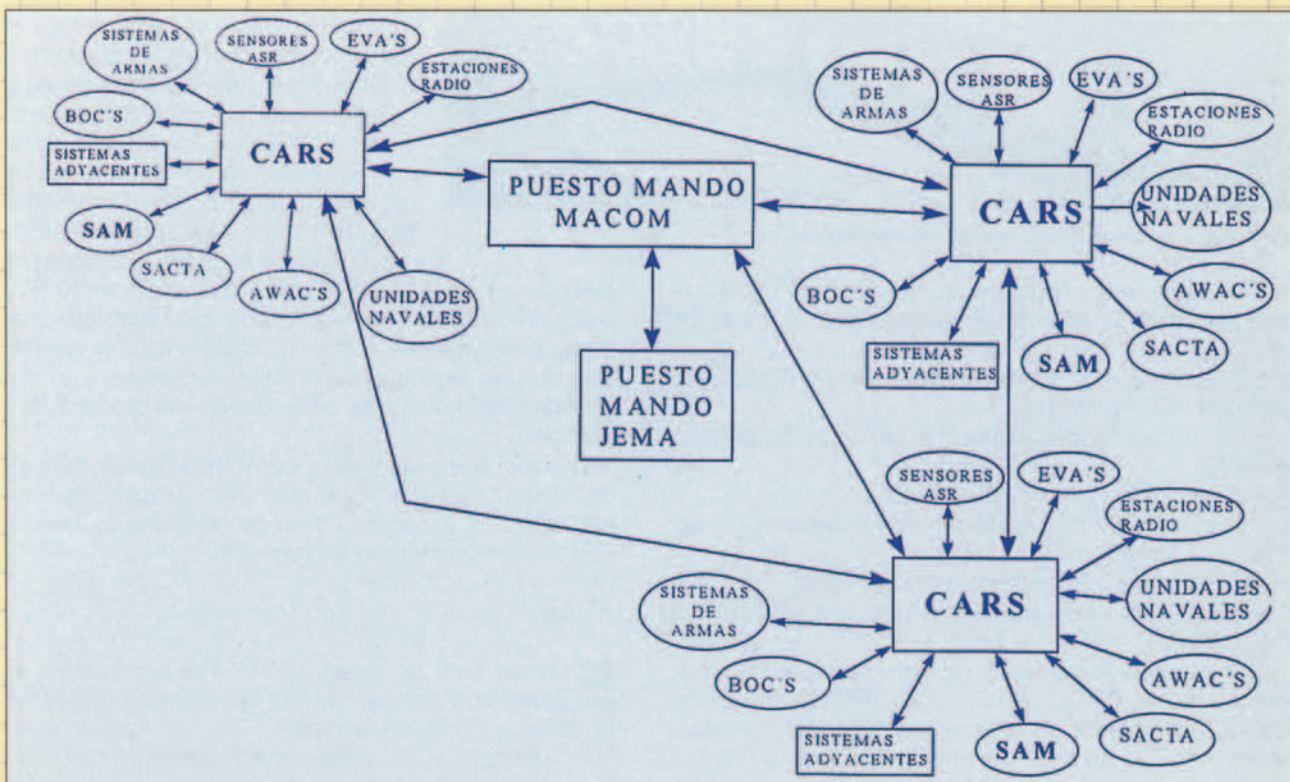 SISTEMAS
DE
ARMAS
SENSORES
ASR
EVA'S
ESTACIONES
RADIO
BOC'S
SISTEMAS
ADYACENTES
CARS
SAM
SACTA
AWAC'S
UNIDADES
NAVALES
PUESTO MANDO
MACOM
PUESTO
MANDO
JEMA
SISTEMAS
DE
ARMAS
SENSORES
ASR
EVA'S
ESTACIONES
RADIO
CARS
UNIDADES
NAVALES
BOC'S
AWAC'S
SISTEMAS
ADYACENTES
SAM
SACTA
SENSORES
ASR
EVA'S
ESTACIONES
RADIO
SISTEMAS
DE
ARMAS
CARS
UNIDADES
NAVALES
BOC'S
AWAC'S
SISTEMAS
ADYACENTES
SAM
SACTA